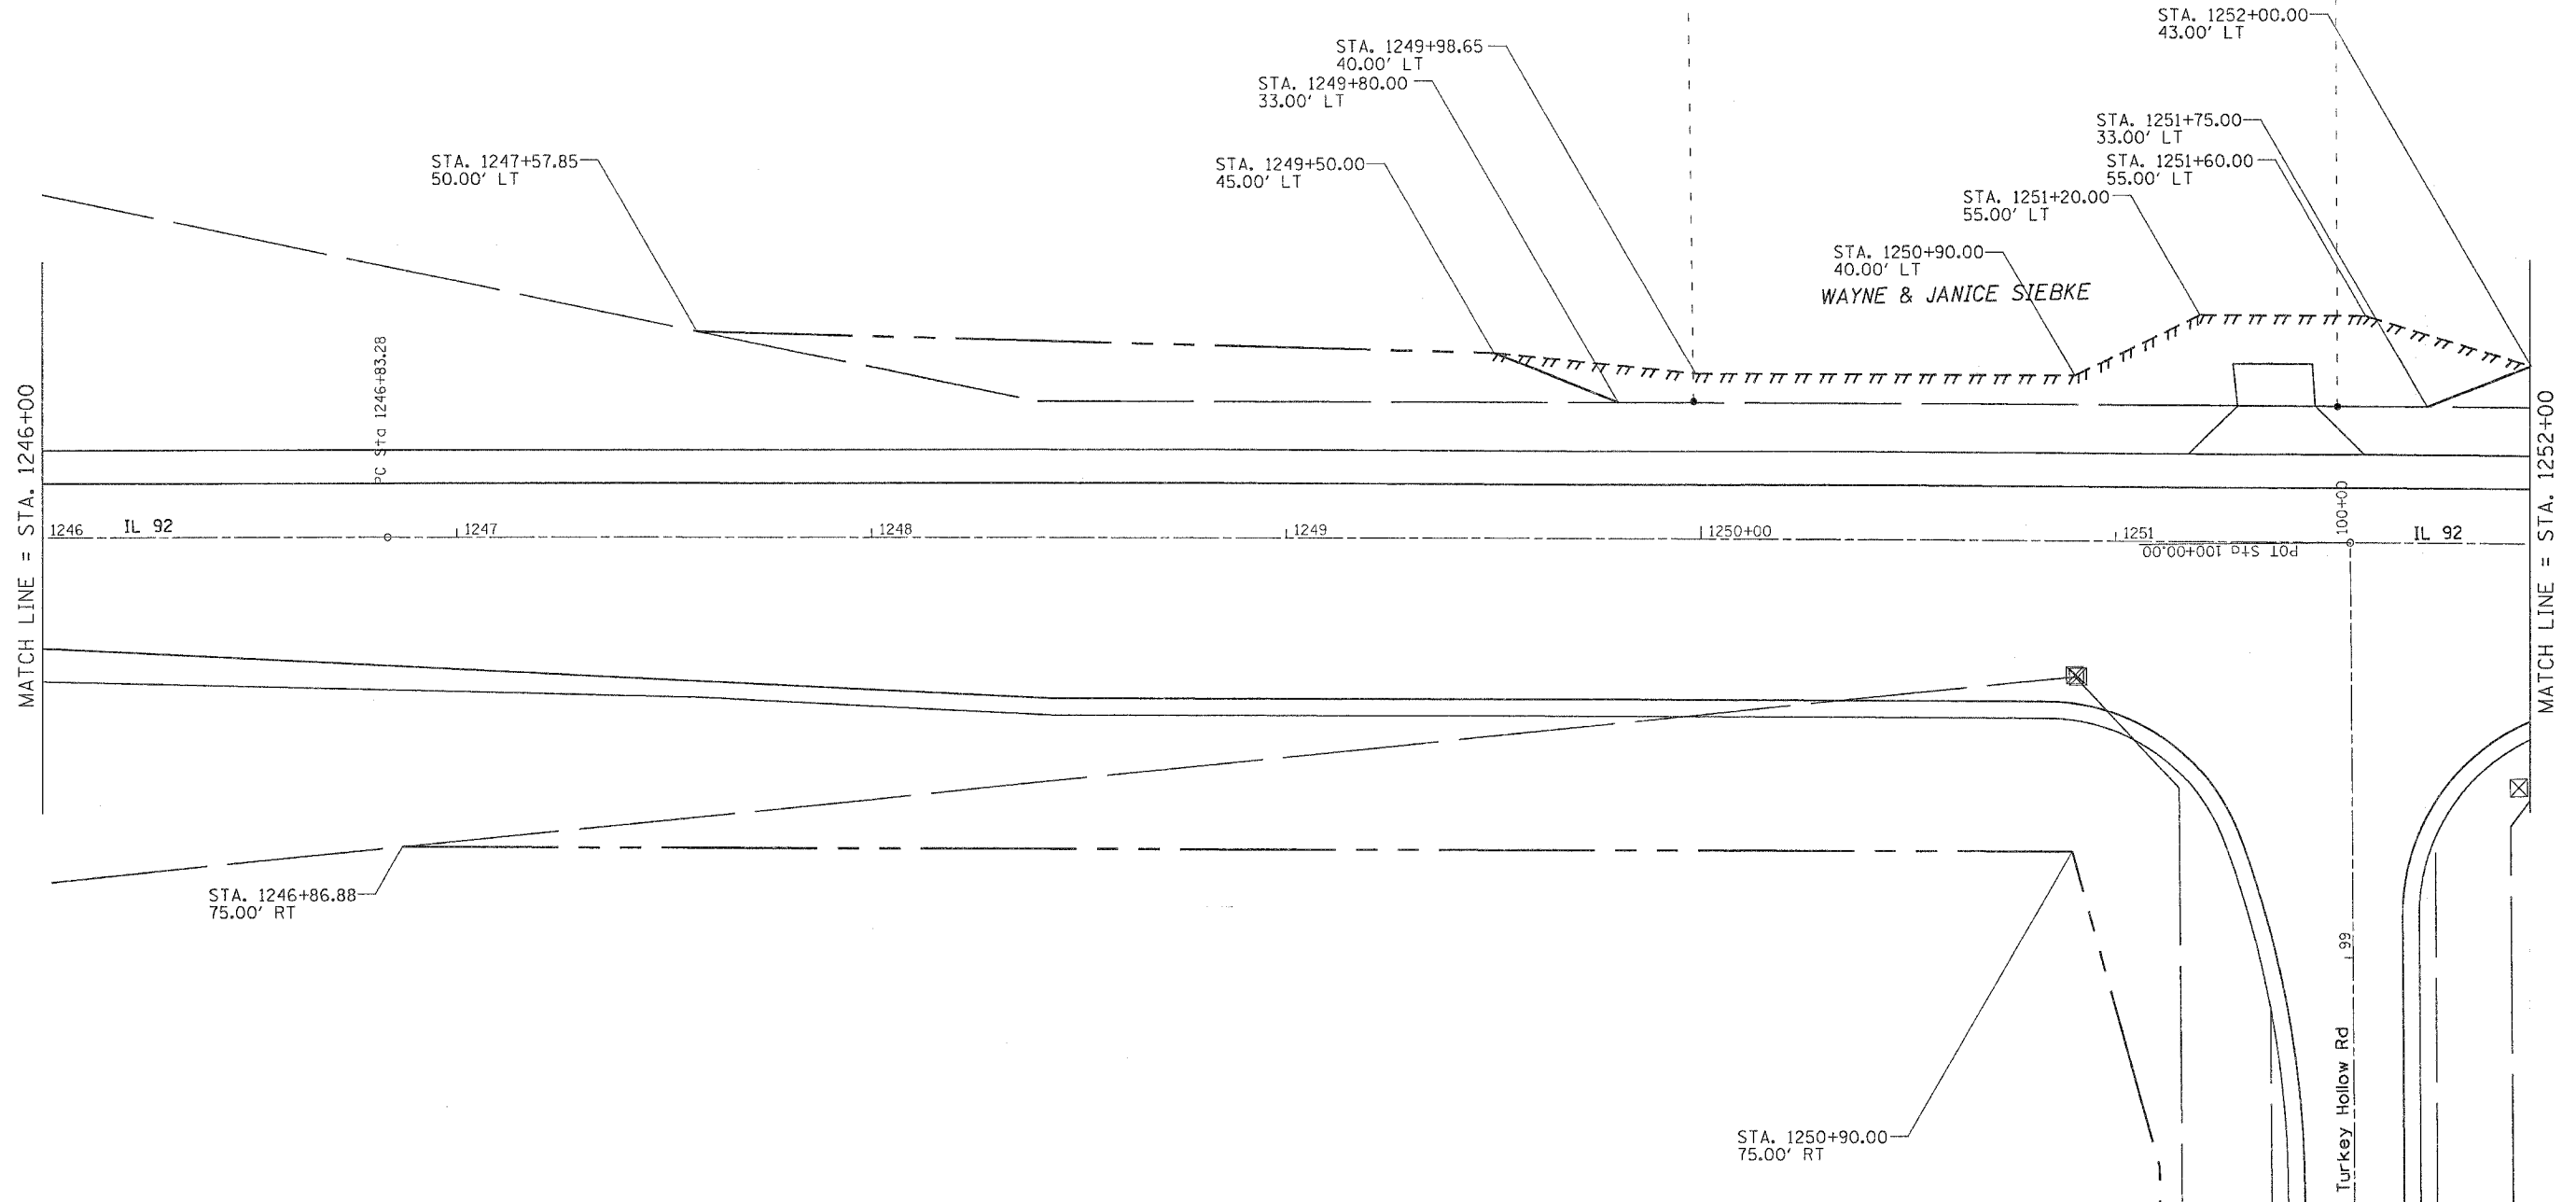 STA. 1252+00.00
43.00' LT
STA. 1249+98.65
40.00' LT
STA. 1249+80.00
33.00' LT
STA. 1251+75.00
33.00' LT
STA. 1247+57.85
50.00' LT
STA. 1249+50.00
45.00' LT
STA. 1251+60.00
55.00' LT
STA. 1251+20.00
55.00' LT
STA. 1250+90.00
40.00' LT
WAYNE & JANICE SIEBKE
MATCH LINE = STA. 1246+00
PC Sta 1246+83.28
1246
IL 92
1247
1248
1249
1250+00
1251
POT Sta 100+00.00
100+00
IL 92
MATCH LINE = STA. 1252+00
STA. 1246+86.88
75.00' RT
99
Turkey Hollow Rd
STA. 1250+90.00
75.00' RT